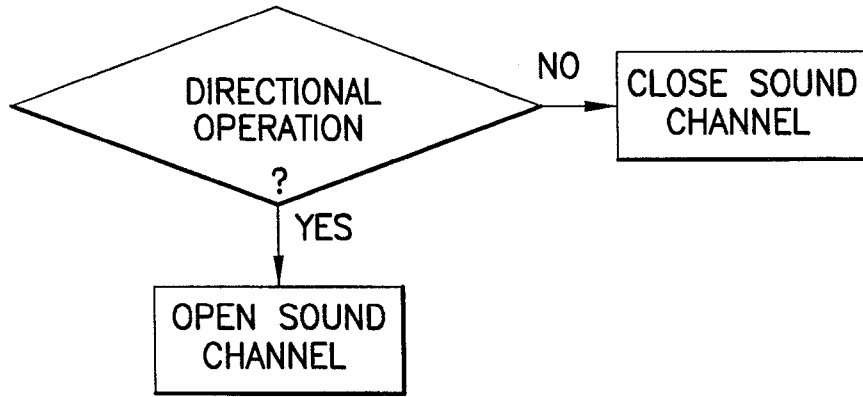 DIRECTIONAL
OPERATION
?
NO
CLOSE SOUND
CHANNEL
YES
OPEN SOUND
CHANNEL